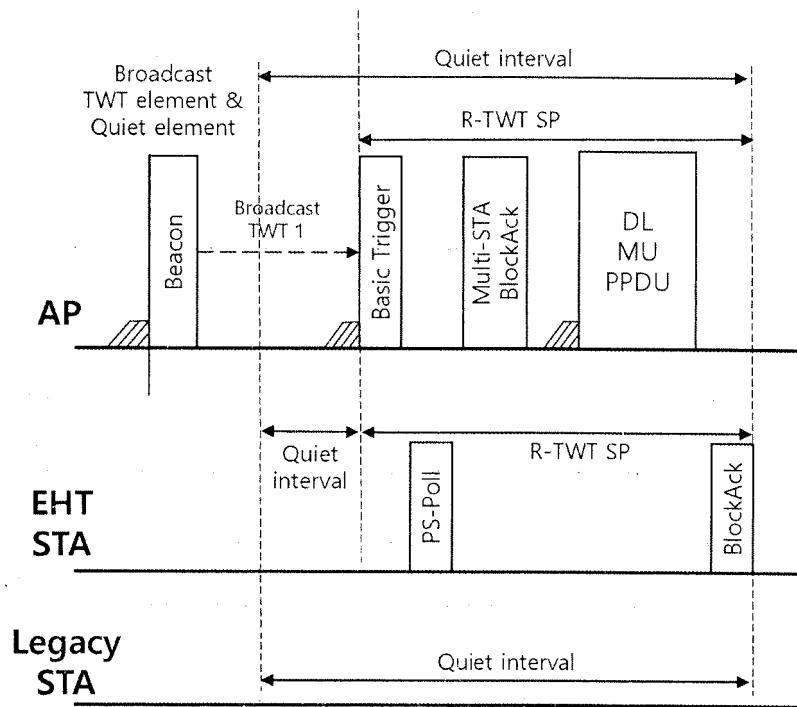 Quiet interval
Broadcast
TWT element &
Quiet element
R-TWT SP
Beacon
Broadcast
TWT 1
Basic Trigger
Multi-STA
BlockAck
DL
MU
PPDU
AP
Quiet
interval
R-TWT SP
EHT
STA
PS-Poll
BlockAck
Legacy
STA
Quiet interval